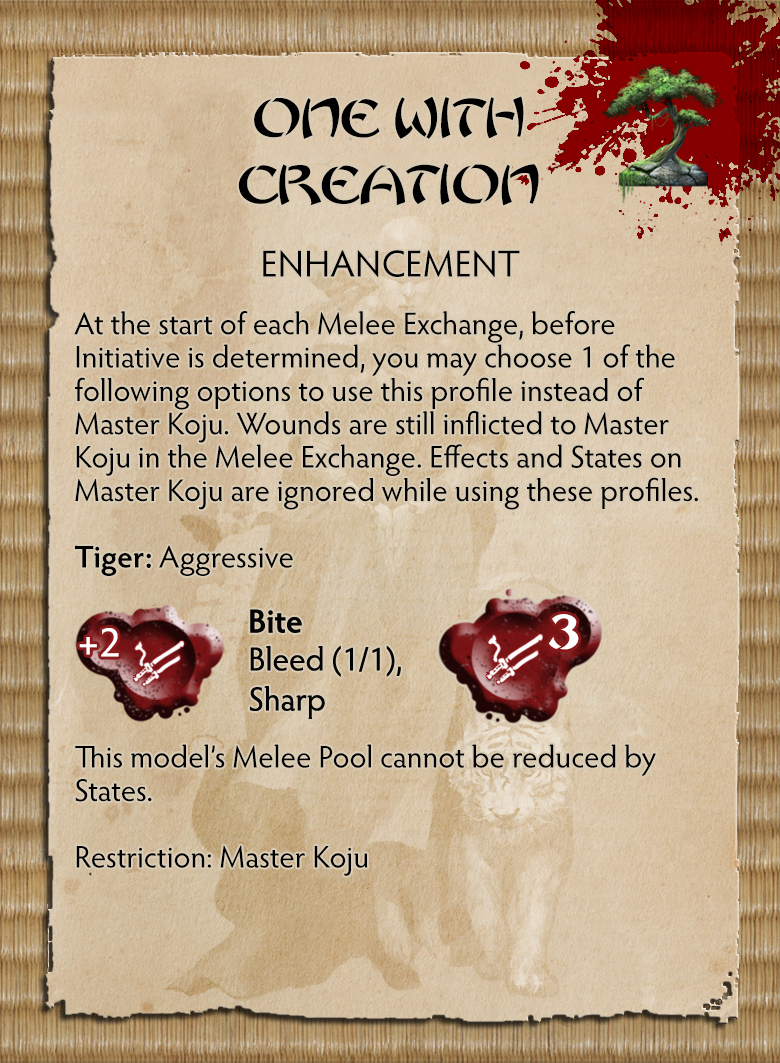 ONE WITH
CREATION
ENHANCEMENT
At the start of each Melee Exchange, before
Initiative is determined, you may choose 1 of the
following options to use this profile instead of
Master Koju. Wounds are still inflicted to Master
Koju in the Melee Exchange. Effects and States on
Master Koju are ignored while using these profiles.
Tiger: Aggressive
+2
Bite
Bleed (1/1),
Sharp
3
This model's Melee Pool cannot be reduced by
States.
Restriction: Master Koju